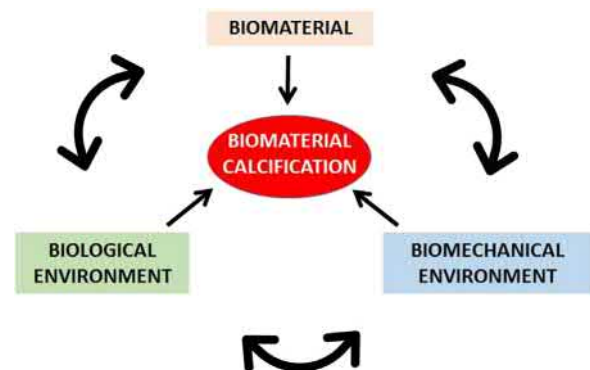 BIOMATERIAL
BIOMATERIAL
CALCIFICATION
BIOLOGICAL
ENVIRONMENT
BIOMECHANICAL
ENVIRONMENT